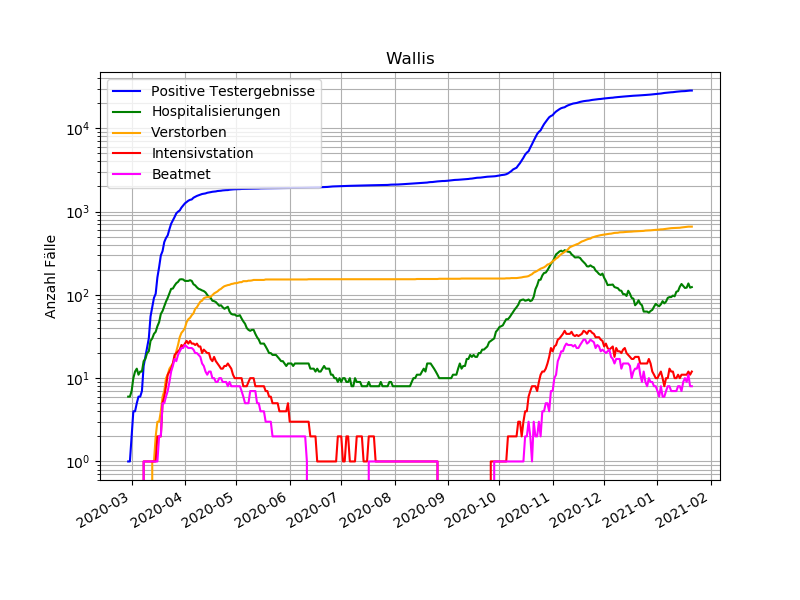 Wallis
Positive Testergebnisse
Hospitalisierungen
Verstorben
Intensivstation
Beatmet
Anzahl Fälle
10^4
10^3
10^2
10^1
10^0
2020-03
2020-04
2020-05
2020-06
2020-07
2020-08
2020-09
2020-10
2020-11
2020-12
2021-01
2021-02